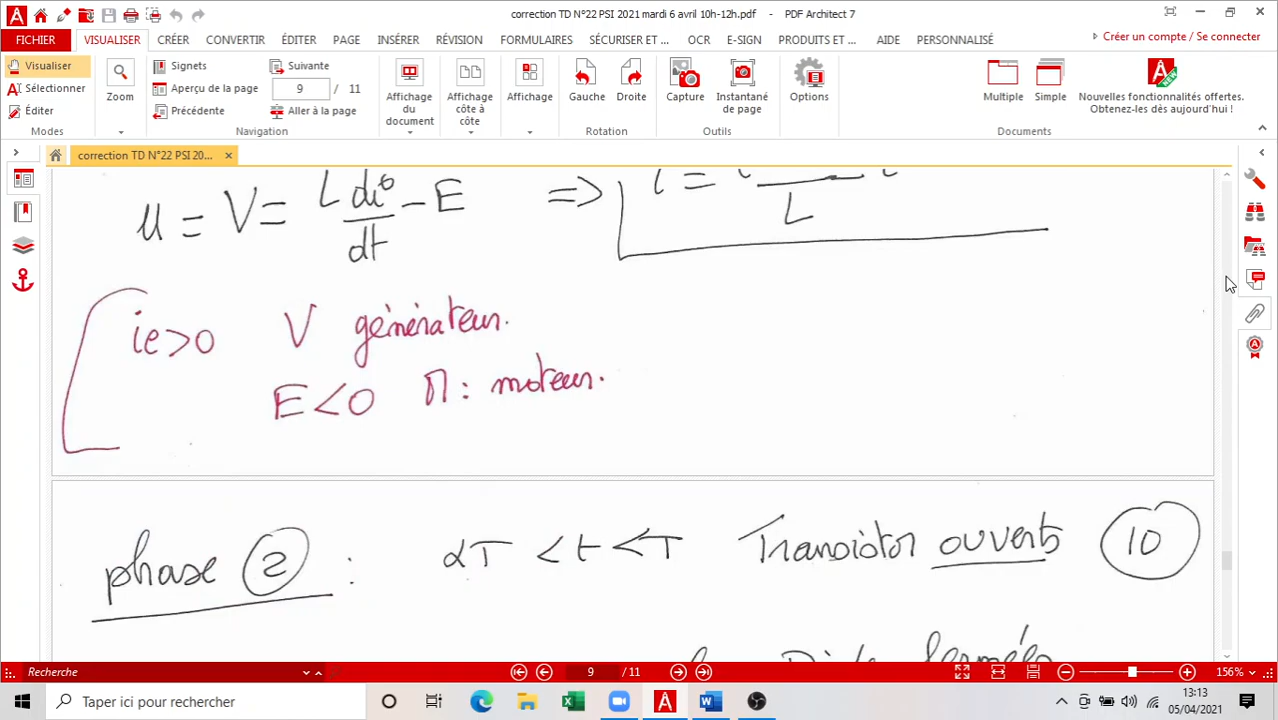 correction TD N°22 PSI 2021 mardi 6 avril 10h-12h.pdf - PDF Architect 7
FICHIER VISUALISER CRÉER CONVERTIR ÉDITER PAGE INSÉRER RÉVISION FORMULAIRES SÉCURISER ET ... OCR E-SIGN PRODUITS ET ... AIDE PERSONNALISÉ
Créer un compte / Se connecter
Visualiser
Sélectionner
Éditer
Modes
Zoom
Signets
Aperçu de la page
Précédente
Suivante
9 / 11
Aller à la page
Navigation
Affichage du document
Affichage côte à côte
Affichage
Gauche
Droite
Rotation
Capture
Instantané de page
Outils
Options
Multiple
Simple
Documents
Nouvelles fonctionnalités offertes.
Obtenez-les dès aujourd'hui !
NEW
correction TD N°22 PSI 20...
u = V = L di/dt - E =>
L
ie>0 V générateur.
E<0 M : moteur.
phase 2 : αT < t < T Transistor ouverts 10
Recherche
9 / 11
156%
Taper ici pour rechercher
13:13
05/04/2021